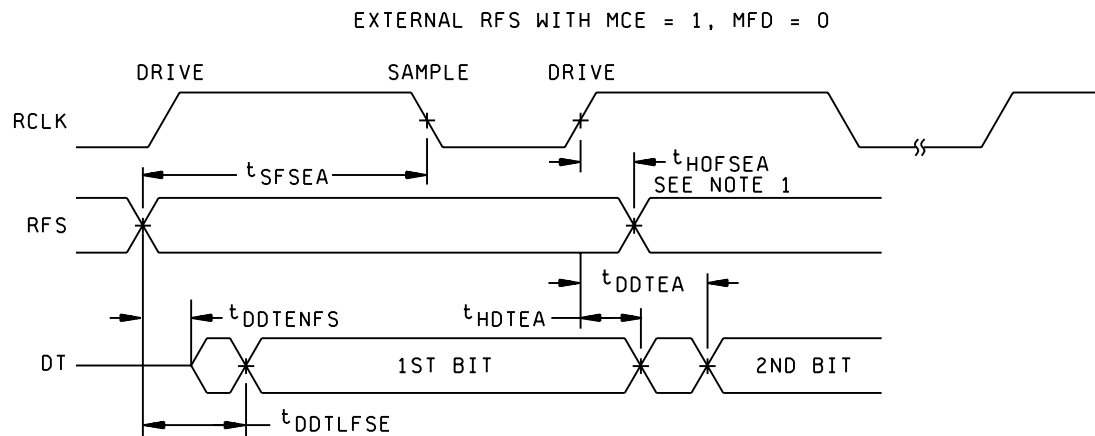 EXTERNAL RFS WITH MCE = 1, MFD = 0
DRIVE SAMPLE DRIVE
RCLK
tSFSEA tHOFSEA
SEE NOTE 1
RFS
tDDTEA
tDDTENFS tHDTEA
DT 1ST BIT 2ND BIT
tDDTLFSE